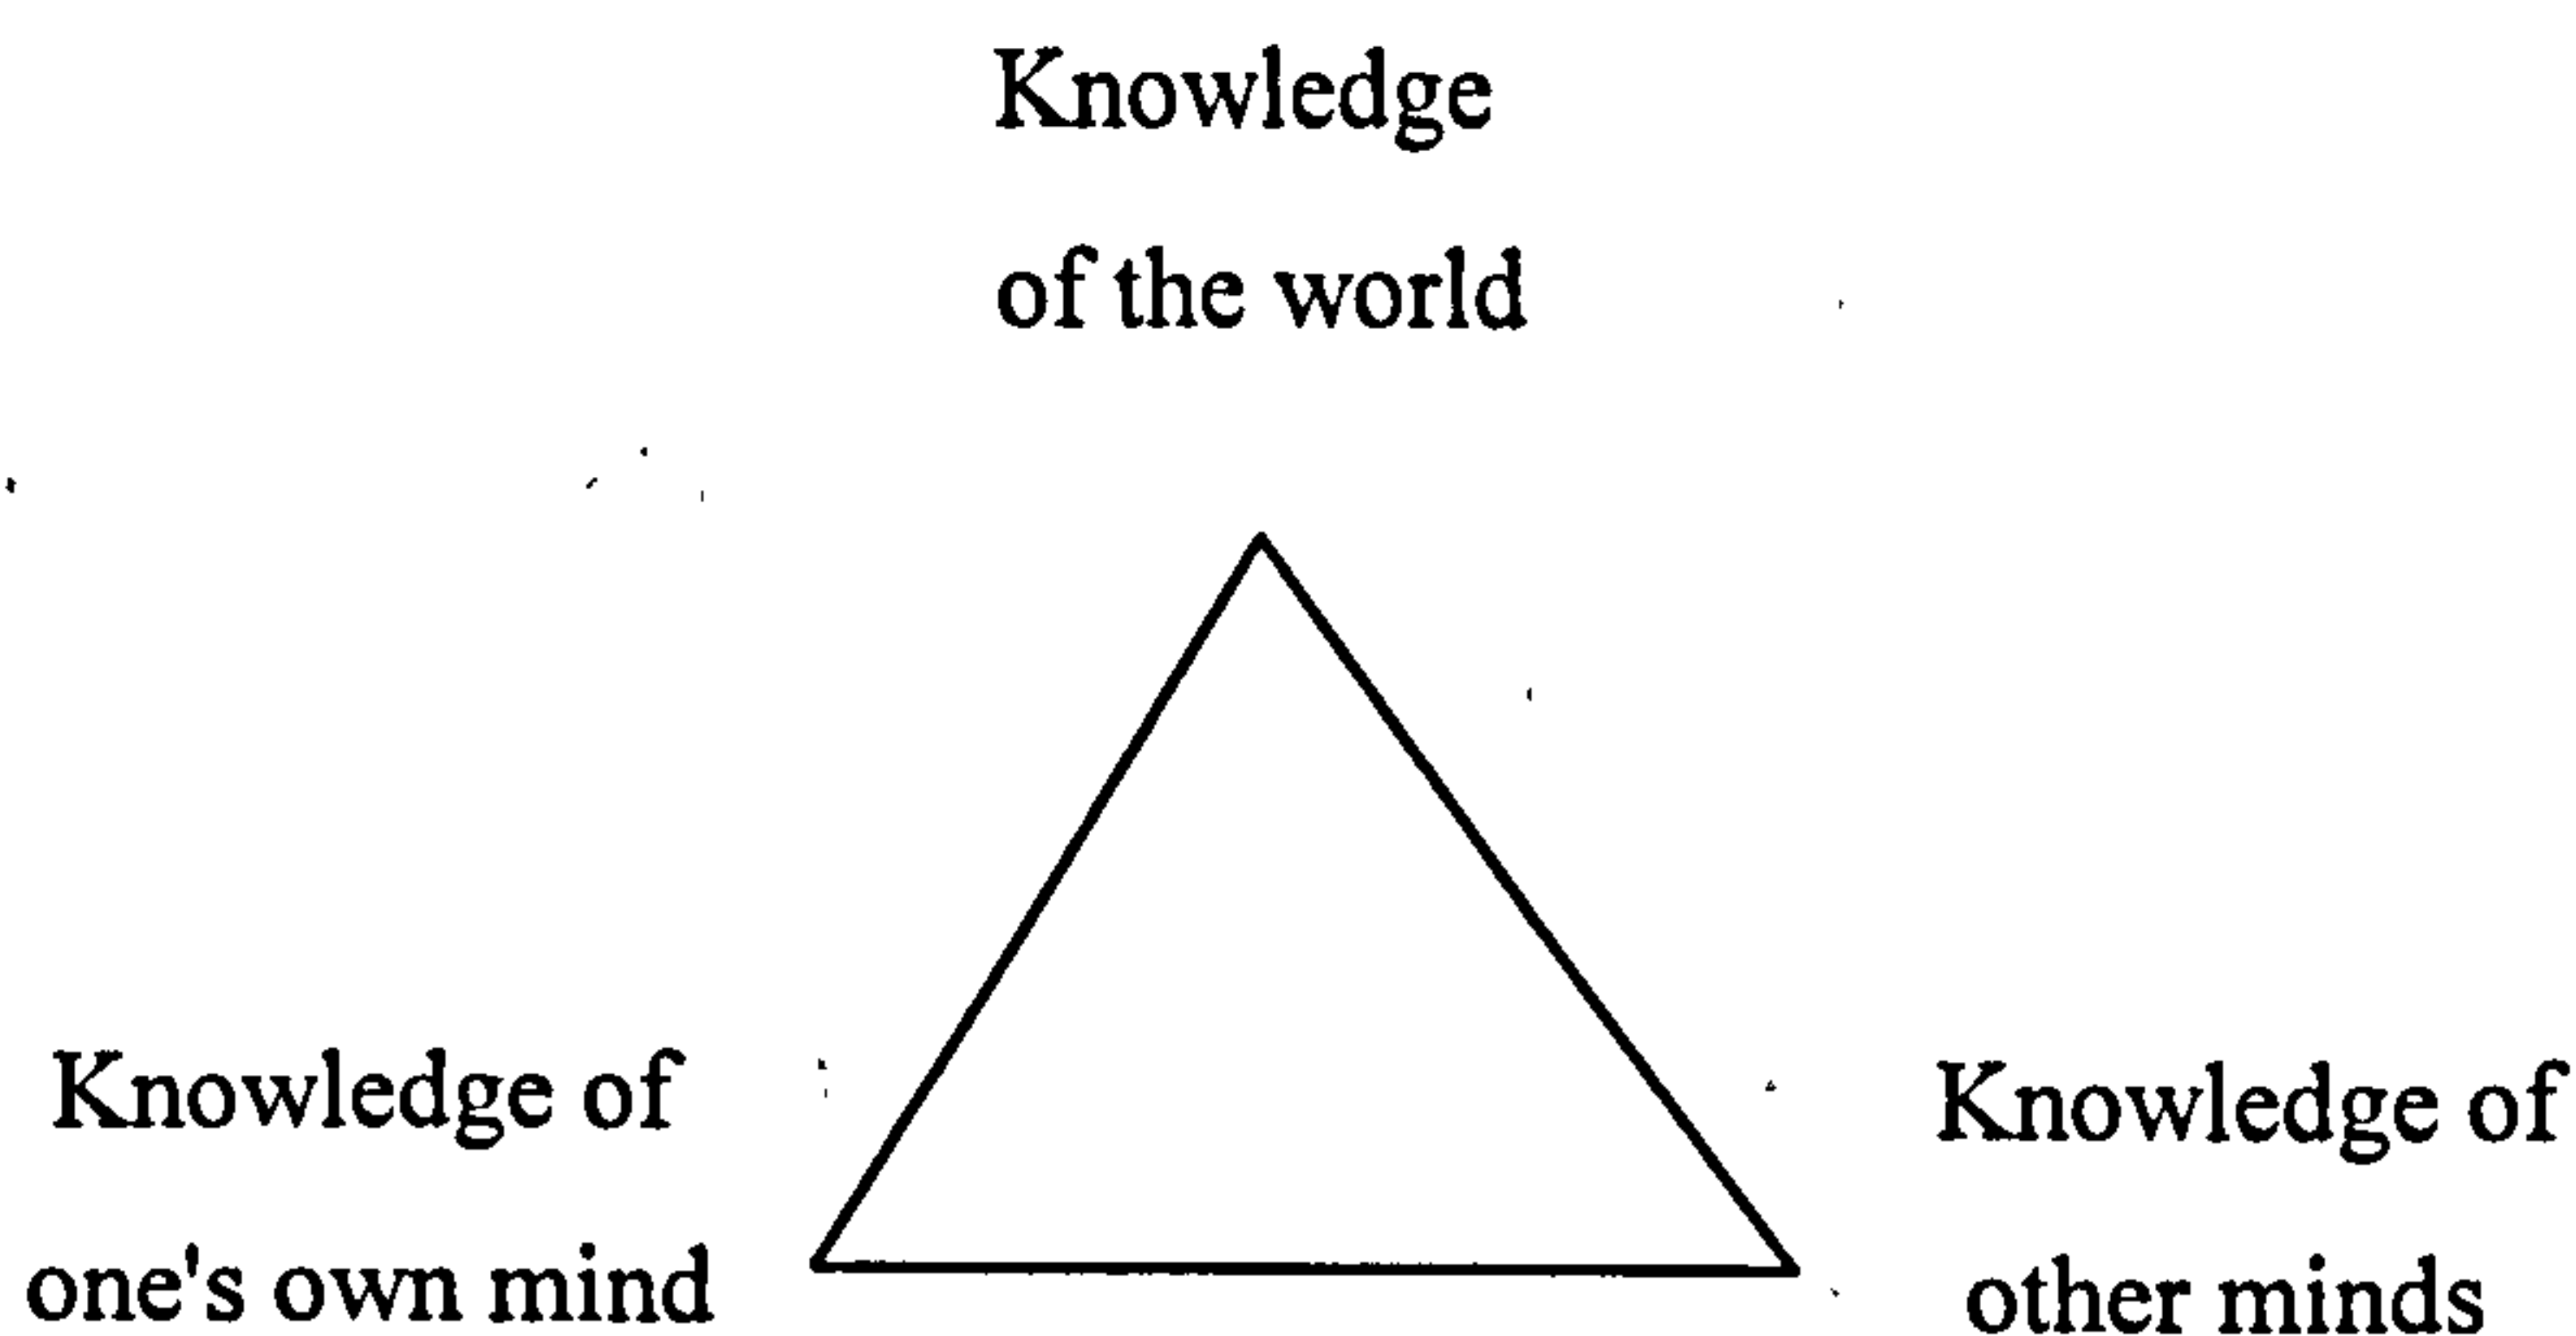 Knowledge
of the world
Knowledge of
one's own mind
Knowledge of
other minds